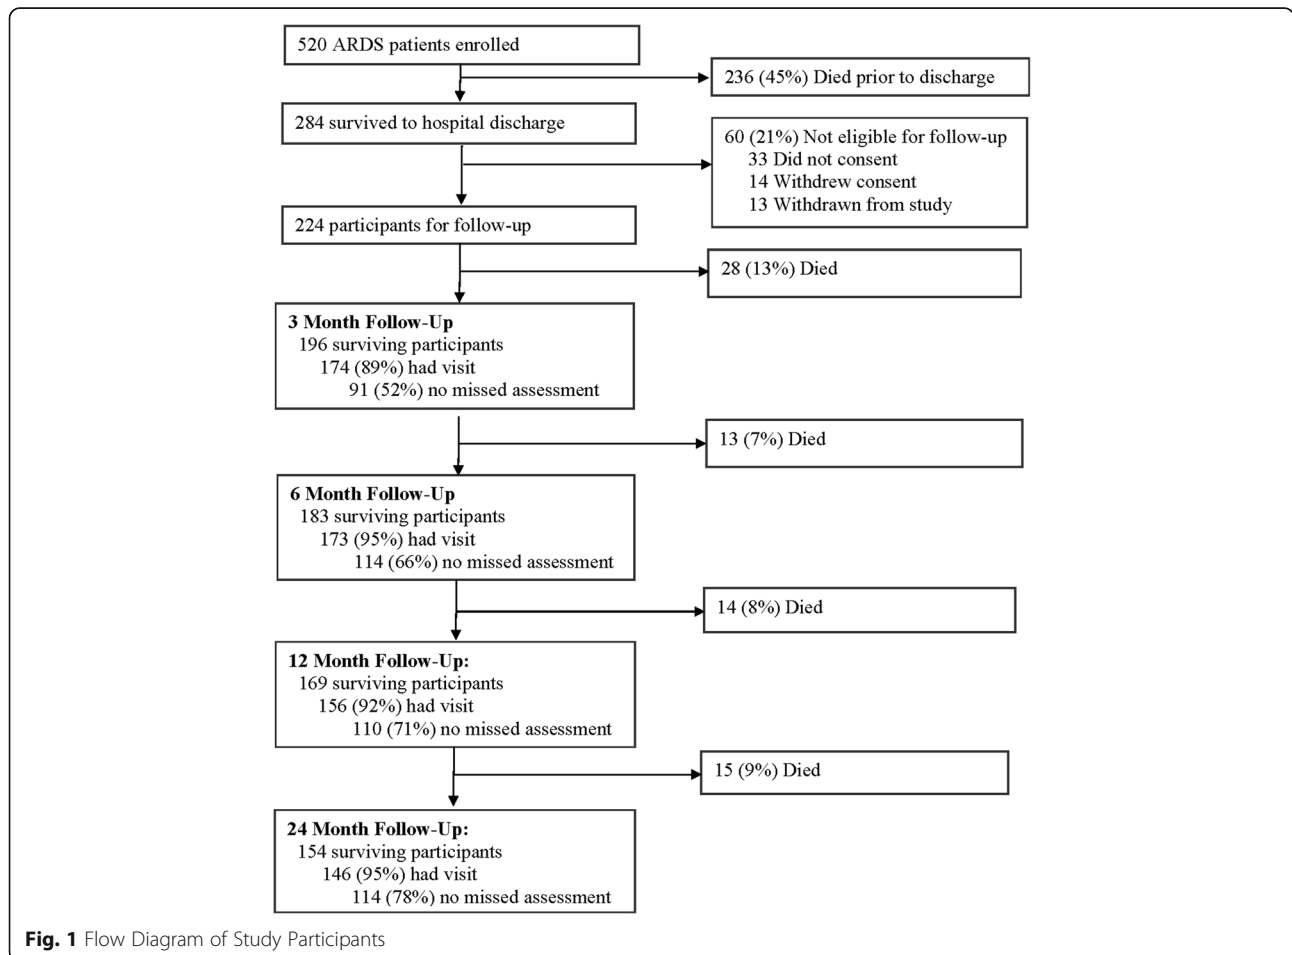 520 ARDS patients enrolled
236 (45%) Died prior to discharge
284 survived to hospital discharge
60 (21%) Not eligible for follow-up
33 Did not consent
14 Withdrew consent
13 Withdrawn from study
224 participants for follow-up
28 (13%) Died
3 Month Follow-Up
196 surviving participants
174 (89%) had visit
91 (52%) no missed assessment
13 (7%) Died
6 Month Follow-Up
183 surviving participants
173 (95%) had visit
114 (66%) no missed assessment
14 (8%) Died
12 Month Follow-Up:
169 surviving participants
156 (92%) had visit
110 (71%) no missed assessment
15 (9%) Died
24 Month Follow-Up:
154 surviving participants
146 (95%) had visit
114 (78%) no missed assessment
Fig. 1 Flow Diagram of Study Participants